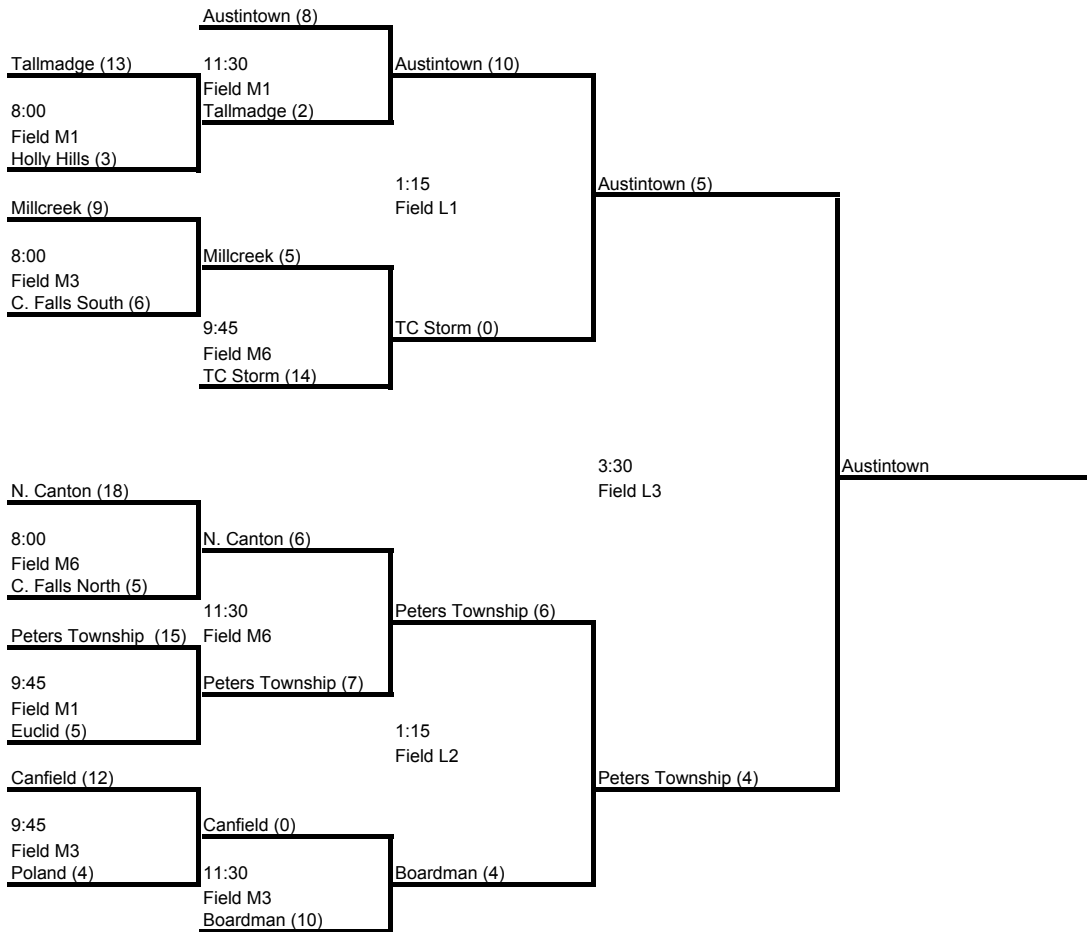 Austintown (8)
Tallmadge (13)
11:30
Field M1
Austintown (10)
8:00
Field M1
Tallmadge (2)
Holly Hills (3)
1:15
Field L1
Austintown (5)
Millcreek (9)
8:00
Field M3
Millcreek (5)
C. Falls South (6)
9:45
Field M6
TC Storm (0)
TC Storm (14)
3:30
Field L3
Austintown
N. Canton (18)
8:00
Field M6
N. Canton (6)
C. Falls North (5)
11:30
Field M6
Peters Township (6)
Peters Township  (15)
9:45
Field M1
Peters Township (7)
Euclid (5)
1:15
Field L2
Canfield (12)
Peters Township (4)
9:45
Field M3
Canfield (0)
Poland (4)
11:30
Field M3
Boardman (4)
Boardman (10)